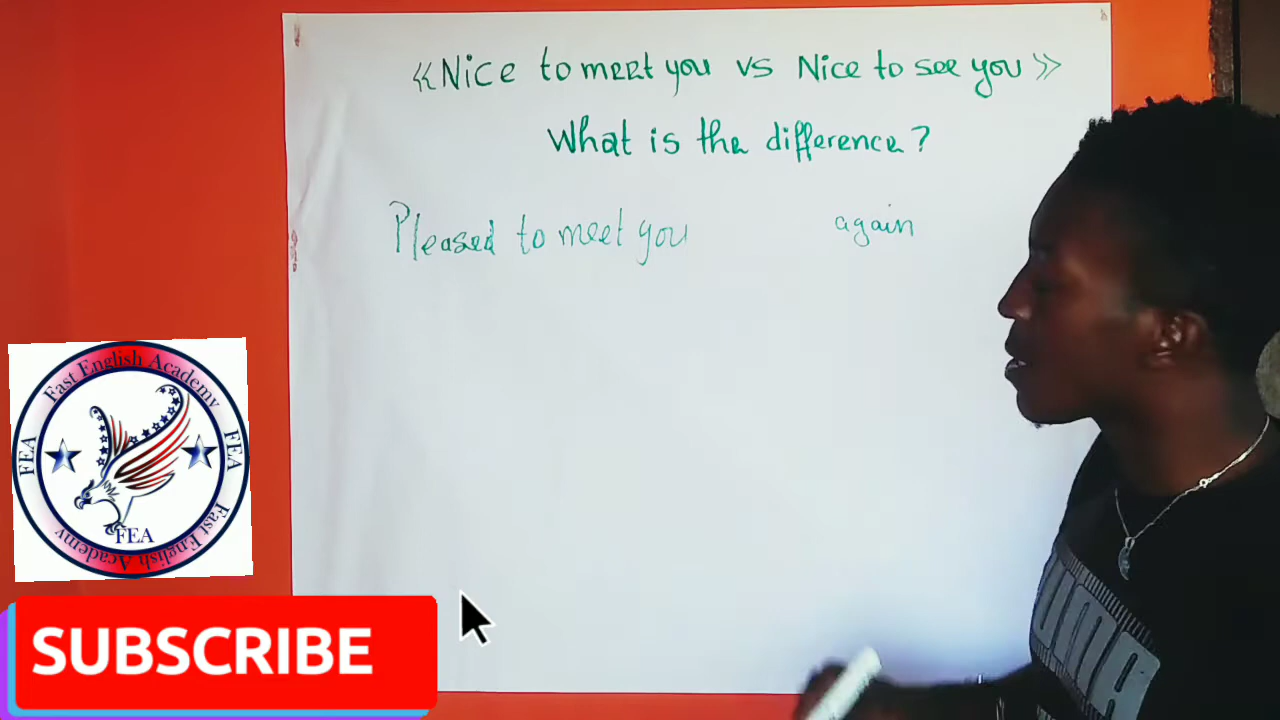 «Nice to meet you vs Nice to see you»
What is the difference?
Pleased to meet you again
Fast English Academy
FEA FEA
FEA
Fast English Academy
SUBSCRIBE
PUMA